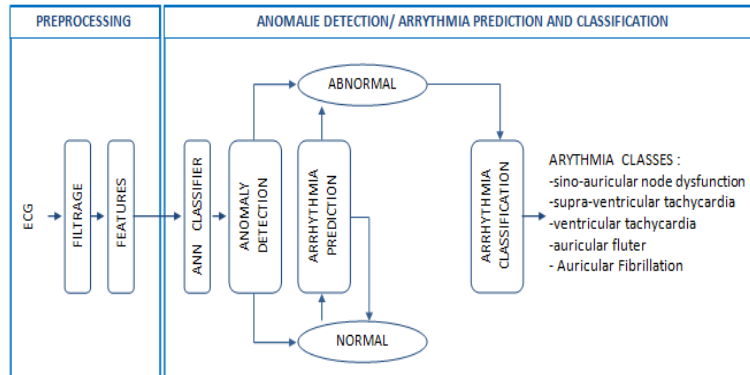 PREPROCESSING
ANOMALIE DETECTION/ ARRYTHMIA PREDICTION AND CLASSIFICATION
ECG
FILTRAGE
FEATURES
ANN CLASSIFIER
ANOMALY
DETECTION
ARRHYTHMIA
PREDICTION
ABNORMAL
NORMAL
ARRHYTHMIA
CLASSIFICATION
ARYTHMIA CLASSES :
-sino-auricular node dysfunction
-supra-ventricular tachycardia
-ventricular tachycardia
-auricular fluter
- Auricular Fibrillation